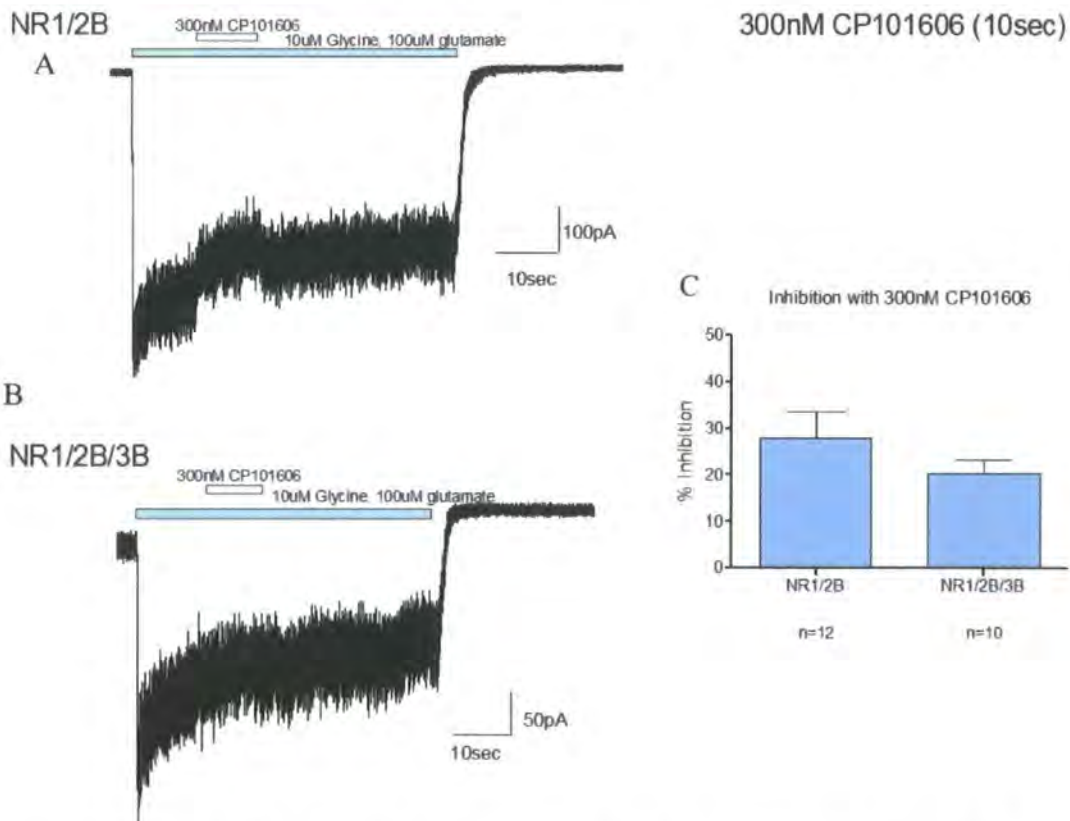 NR1/2B
300nM CP101606 (10sec)
A
300nM CP101606
10uM Glycine, 100uM glutamate
100pA
10sec
B
NR1/2B/3B
300nM CP101606
10uM Glycine, 100uM glutamate
50pA
10sec
C
Inhibition with 300nM CP101606
% Inhibition
50
40
30
20
10
0
NR1/2B
NR1/2B/3B
n=12
n=10